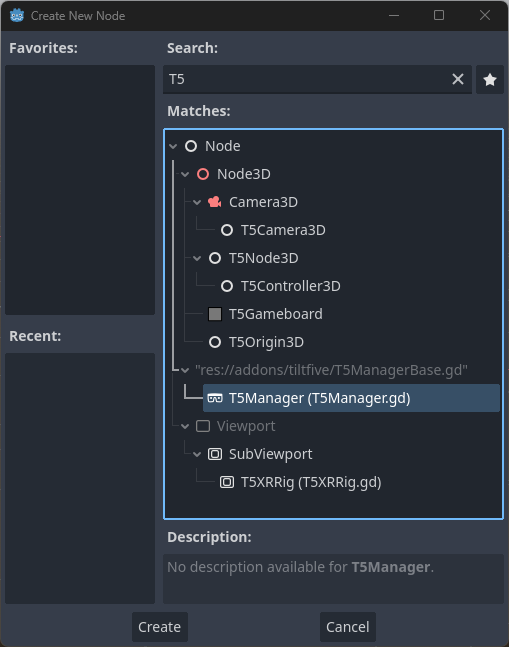 Create New Node
Favorites:
Search:
T5
Matches:
Node
Node3D
Camera3D
T5Camera3D
T5Node3D
T5Controller3D
T5Gameboard
T5Origin3D
"res://addons/tiltfive/T5ManagerBase.gd"
T5Manager (T5Manager.gd)
Viewport
SubViewport
T5XRRig (T5XRRig.gd)
Recent:
Description:
No description available for T5Manager.
Create
Cancel